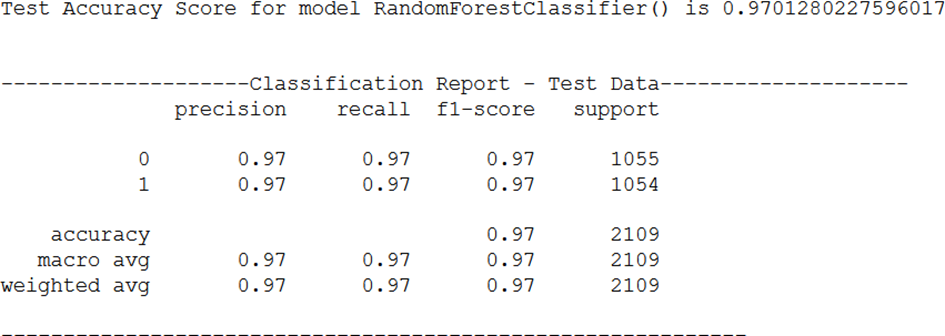 Test Accuracy Score for model RandomForestClassifier() is 0.9701280227596017
--------------------Classification Report - Test Data--------------------
precision recall f1-score support
0 0.97 0.97 0.97 1055
1 0.97 0.97 0.97 1054
accuracy 0.97 2109
macro avg 0.97 0.97 0.97 2109
weighted avg 0.97 0.97 0.97 2109
------------------------------------------------------------